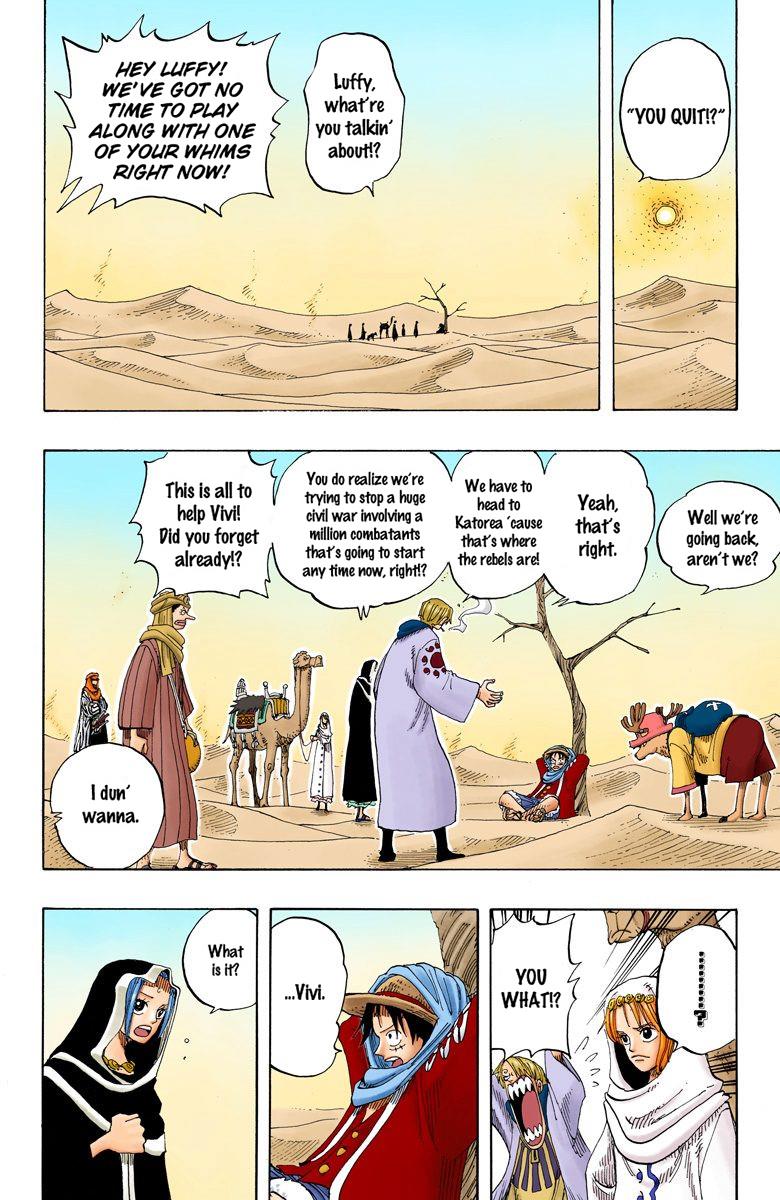 "YOU QUIT!?"
Luffy,
what're
you talkin'
about!?
HEY LUFFY!
WE'VE GOT NO
TIME TO PLAY
ALONG WITH ONE
OF YOUR WHIMS
RIGHT NOW!
Well we're
going back,
aren't we?
Yeah,
that's
right.
We have to
head to
Katorea 'cause
that's where
the rebels are!
You do realize we're
trying to stop a huge
civil war involving a
million combatants
that's going to start
any time now, right!?
This is all to
help Vivi!
Did you forget
already!?
I dun'
wanna.
..........?
YOU
WHAT!?
...Vivi.
What
is it?